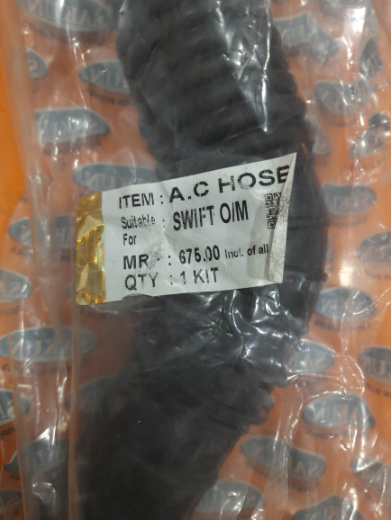 ITEM : A.C HOSE
Suitable : SWIFT O/M
For
MRP : 675.00 Incl. of all
QTY : 1 KIT